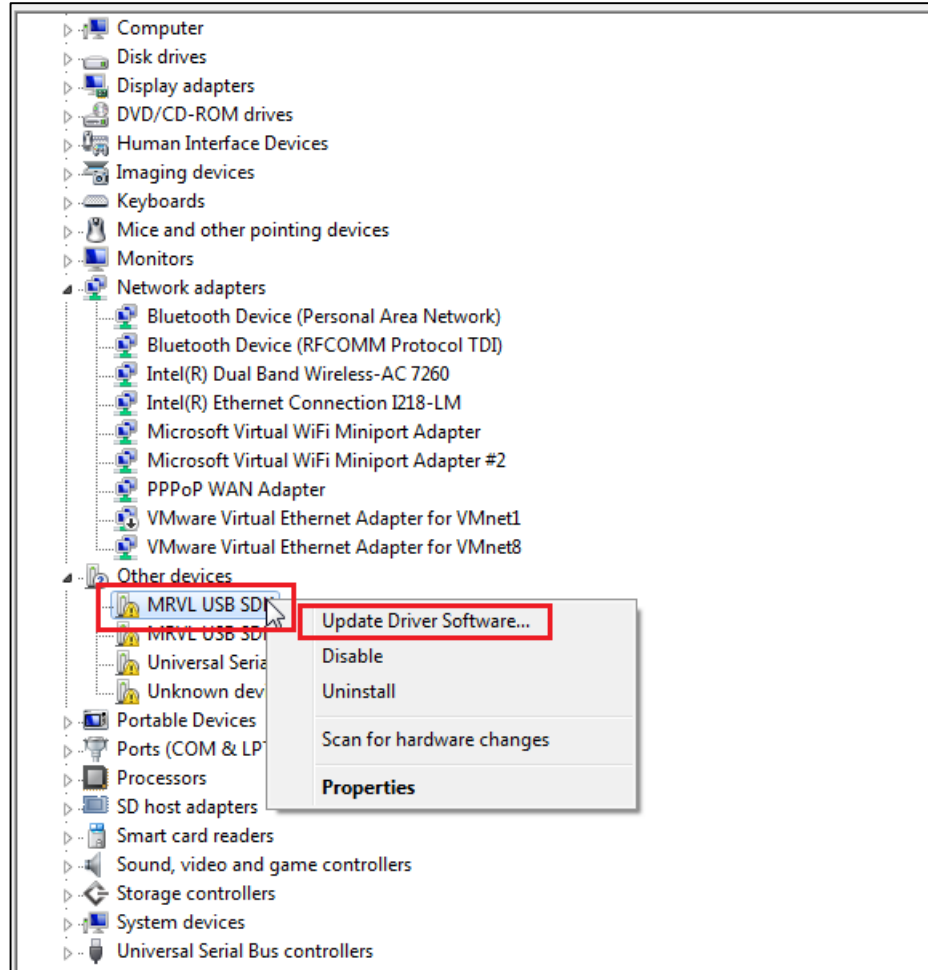 Computer
Disk drives
Display adapters
DVD/CD-ROM drives
Human Interface Devices
Imaging devices
Keyboards
Mice and other pointing devices
Monitors
Network adapters
Bluetooth Device (Personal Area Network)
Bluetooth Device (RFCOMM Protocol TDI)
Intel(R) Dual Band Wireless-AC 7260
Intel(R) Ethernet Connection I218-LM
Microsoft Virtual WiFi Miniport Adapter
Microsoft Virtual WiFi Miniport Adapter #2
PPPoP WAN Adapter
VMware Virtual Ethernet Adapter for VMnet1
VMware Virtual Ethernet Adapter for VMnet8
Other devices
MRVL USB SDK
MRVL USB SD
Universal Seria
Unknown dev
Portable Devices
Ports (COM & LP
Processors
SD host adapters
Smart card readers
Sound, video and game controllers
Storage controllers
System devices
Universal Serial Bus controllers
Update Driver Software...
Disable
Uninstall
Scan for hardware changes
Properties